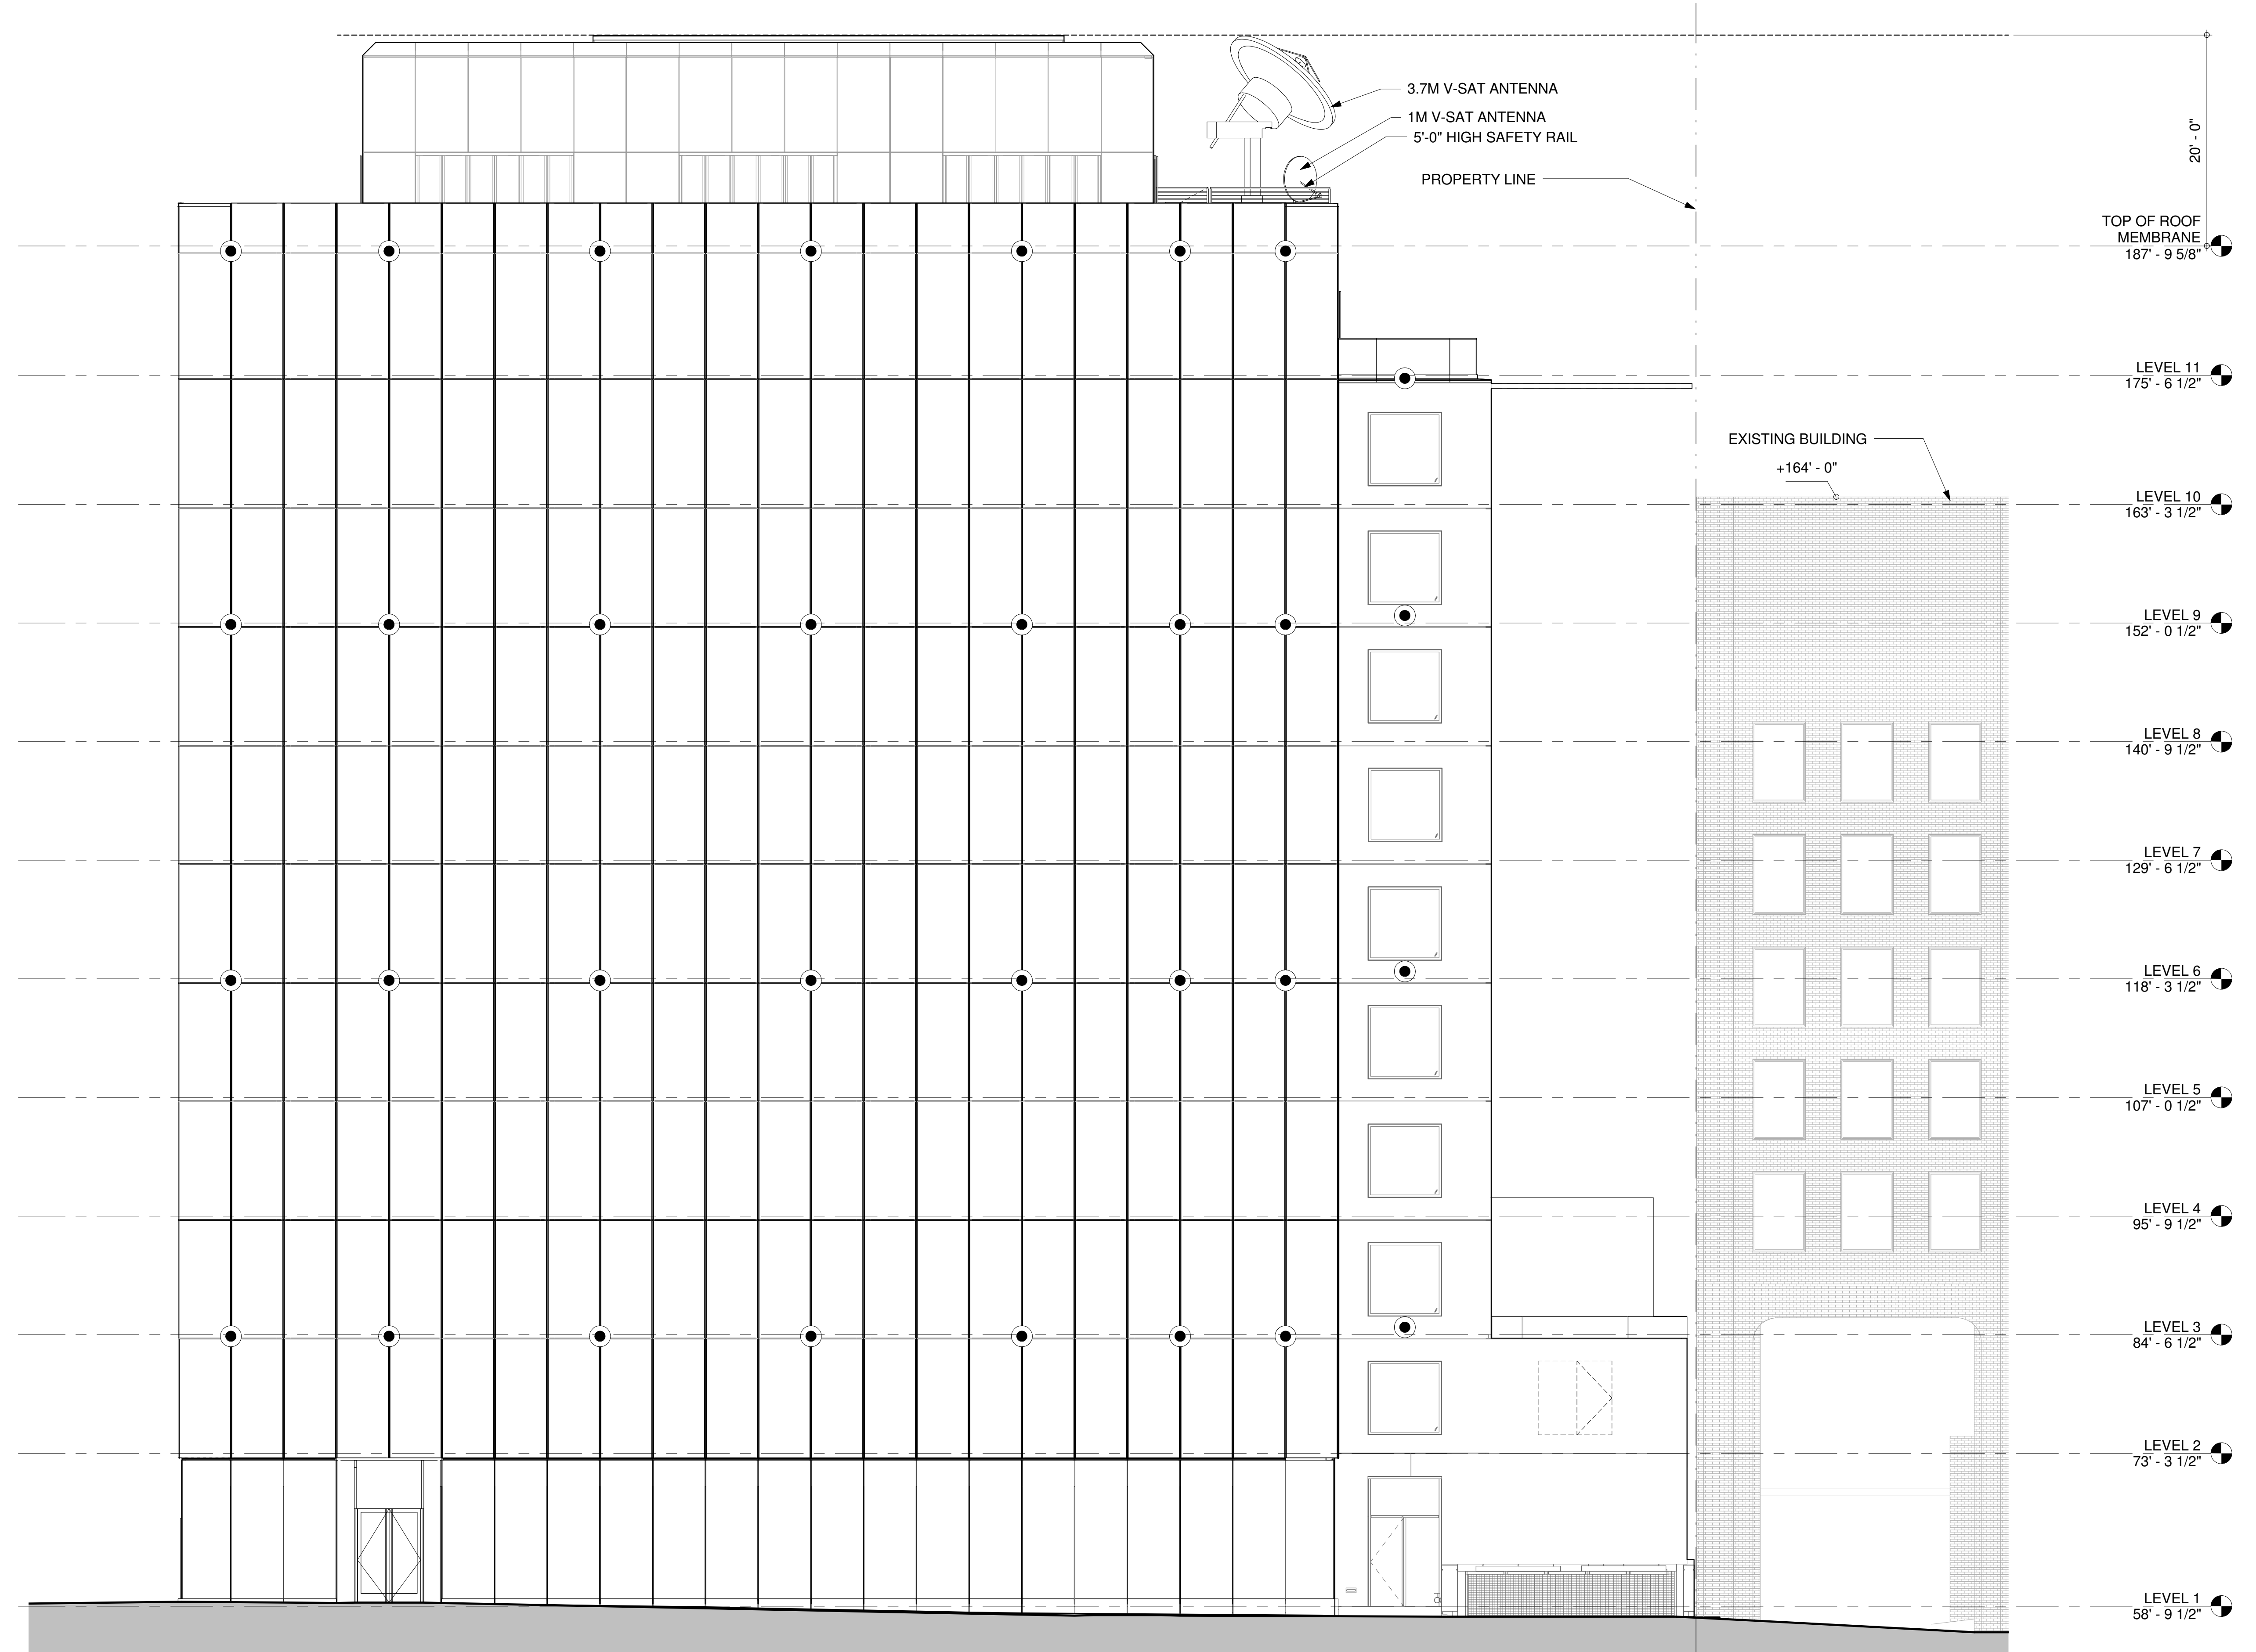 3.7M V-SAT ANTENNA
1M V-SAT ANTENNA
5'-0" HIGH SAFETY RAIL
20' - 0"
PROPERTY LINE
TOP OF ROOF
MEMBRANE
187' - 9 5/8"
LEVEL 11
175' - 6 1/2"
EXISTING BUILDING
+164' - 0"
LEVEL 10
163' - 3 1/2"
LEVEL 9
152' - 0 1/2"
LEVEL 8
140' - 9 1/2"
LEVEL 7
129' - 6 1/2"
LEVEL 6
118' - 3 1/2"
LEVEL 5
107' - 0 1/2"
LEVEL 4
95' - 9 1/2"
LEVEL 3
84' - 6 1/2"
LEVEL 2
73' - 3 1/2"
LEVEL 1
58' - 9 1/2"